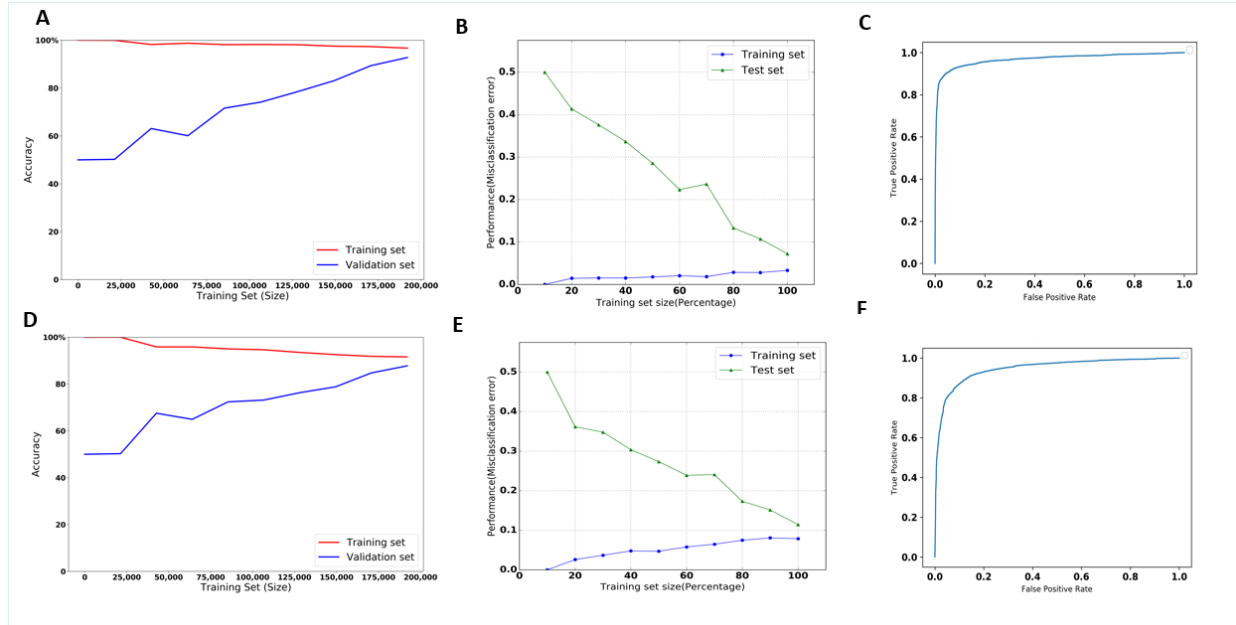 A
100%
80
60
40
20
0
Accuracy
0 25,000 50,000 75,000 100,000 125,000 150,000 175,000 200,000
Training Set (Size)
Training set
Validation set
B
0.5
0.4
0.3
0.2
0.1
0.0
Performance(Misclassification error)
0 20 40 60 80 100
Training set size(Percentage)
Training set
Test set
C
1.0
0.8
0.6
0.4
0.2
0.0
True Positive Rate
0.0 0.2 0.4 0.6 0.8 1.0
False Positive Rate
D
100%
80
60
40
20
0
Accuracy
0 25,000 50,000 75,000 100,000 125,000 150,000 175,000 200,000
Training Set (Size)
Training set
Validation set
E
0.5
0.4
0.3
0.2
0.1
0.0
Performance(Misclassification error)
0 20 40 60 80 100
Training set size(Percentage)
Training set
Test set
F
1.0
0.8
0.6
0.4
0.2
0.0
True Positive Rate
0.0 0.2 0.4 0.6 0.8 1.0
False Positive Rate